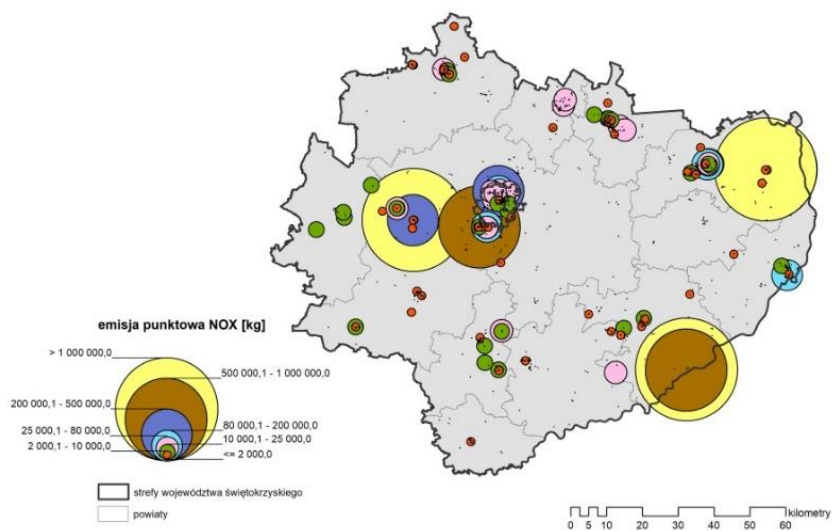 emisja punktowa NOX [kg]
> 1 000 000,0
500 000,1 - 1 000 000,0
200 000,1 - 500 000,0
80 000,1 - 200 000,0
25 000,1 - 80 000,0
10 000,1 - 25 000,0
2 000,1 - 10 000,0
<= 2 000,0
strefy województwa świętokrzyskiego
powiaty
kilometry
0 5 10 20 30 40 50 60